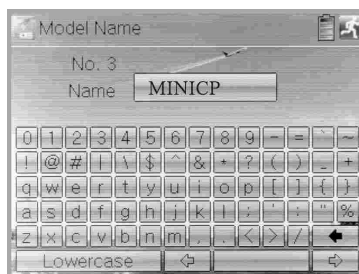 Model Name
No. 3
Name MINICP
0 1 2 3 4 5 6 7 8 9 - = ` ~
! @ # | \ $ ^ & * ? ( ) _ +
q w e r t y u i o p [ ] { }
a s d f g h j k l ; ' : " %
z x c v b n m , . < > /
Lowercase